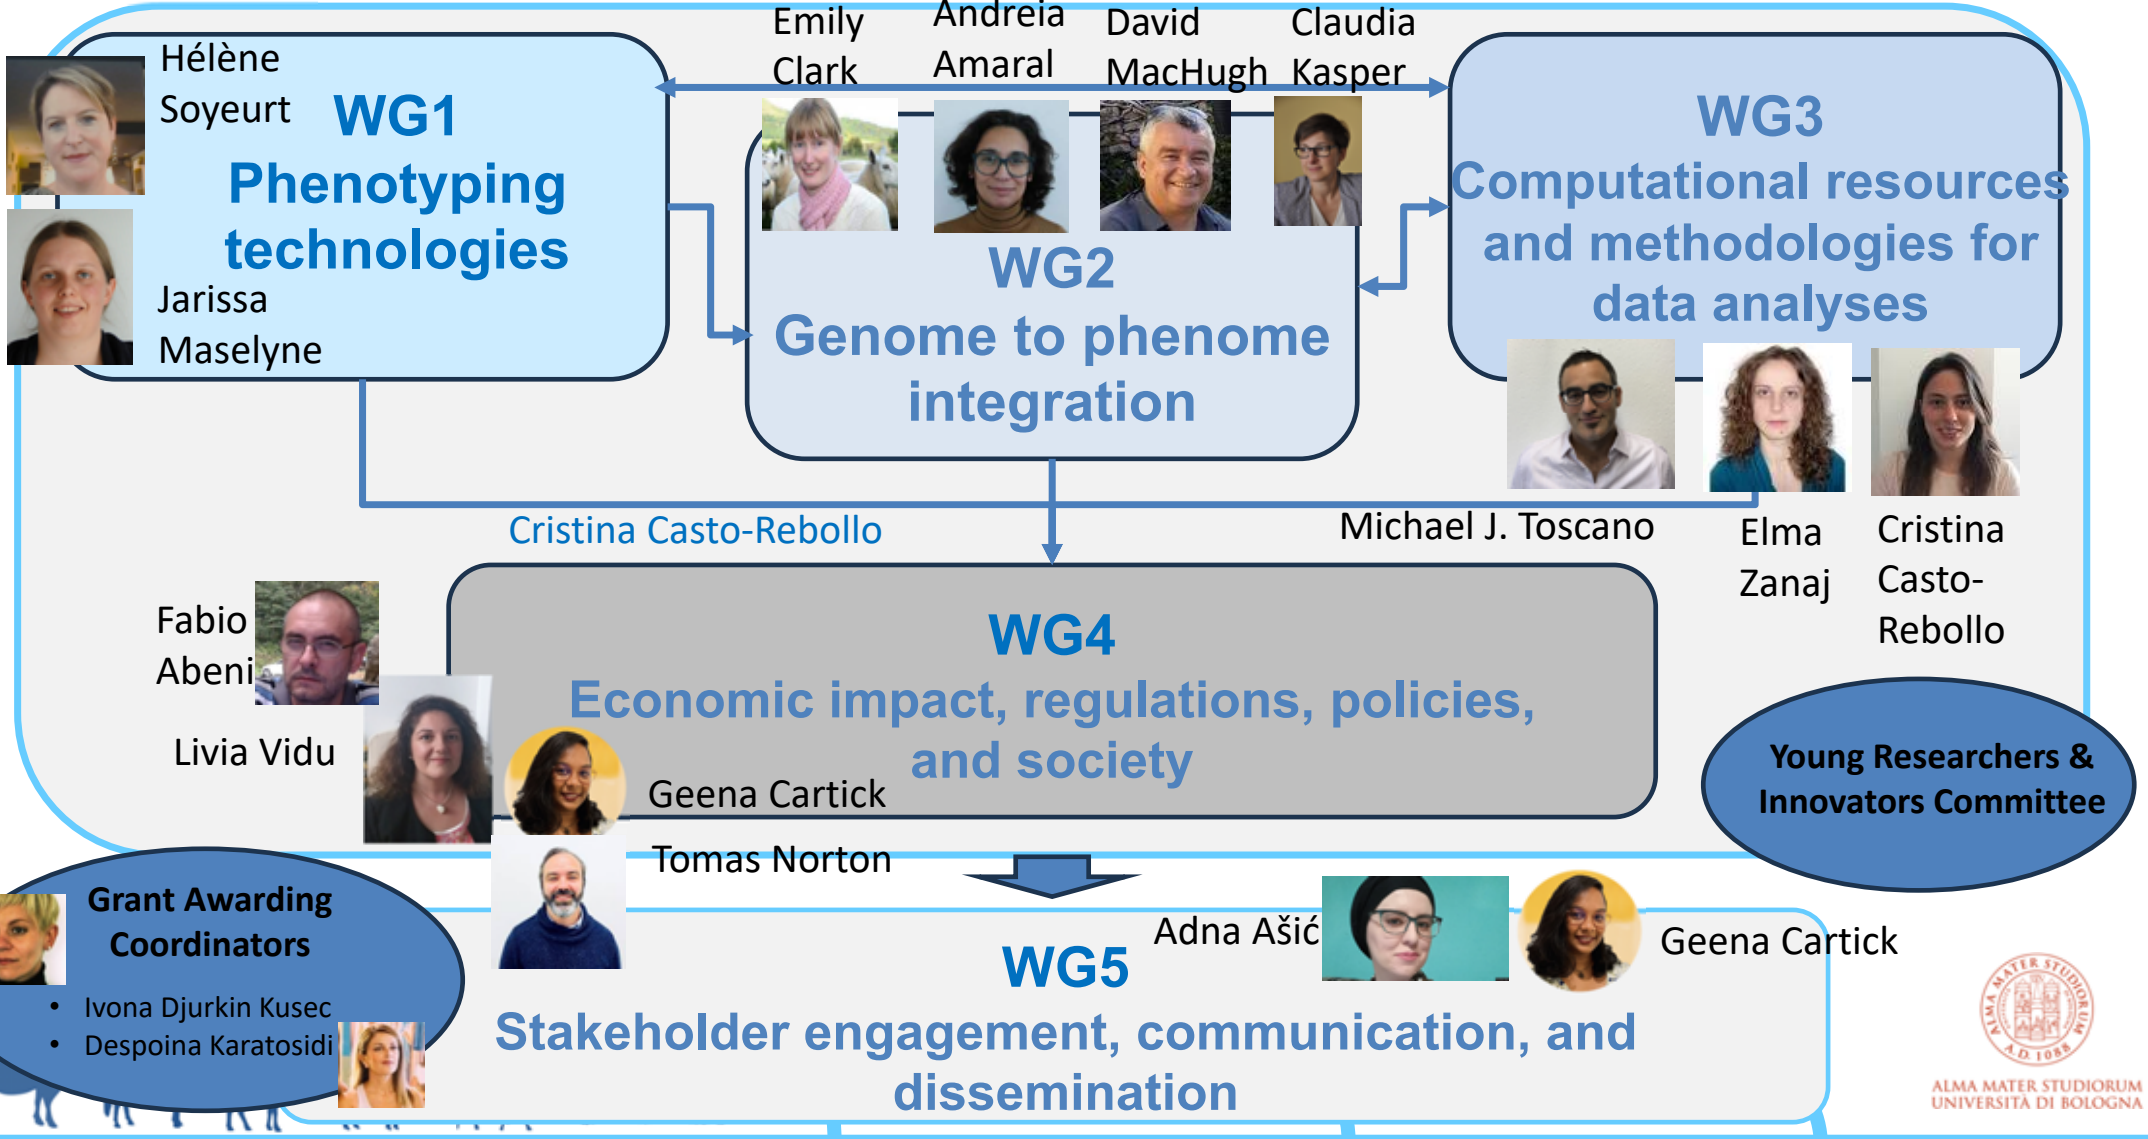 Emily
Clark
Andreia
Amaral
David
MacHugh
Claudia
Kasper
Hélène
Soyeurt
WG1
Phenotyping
technologies
Jarissa
Maselyne
WG2
Genome to phenome
integration
WG3
Computational resources
and methodologies for
data analyses
Cristina Casto-Rebollo
Michael J. Toscano
Elma
Zanaj
Cristina
Casto-
Rebollo
Fabio
Abeni
Livia Vidu
WG4
Economic impact, regulations, policies,
and society
Geena Cartick
Tomas Norton
Young Researchers &
Innovators Committee
Grant Awarding
Coordinators
• Ivona Djurkin Kusec
• Despoina Karatosidi
Adna Ašić
Geena Cartick
WG5
Stakeholder engagement, communication, and
dissemination
ALMA MATER STUDIORUM
A.D. 1088
ALMA MATER STUDIORUM
UNIVERSITÀ DI BOLOGNA